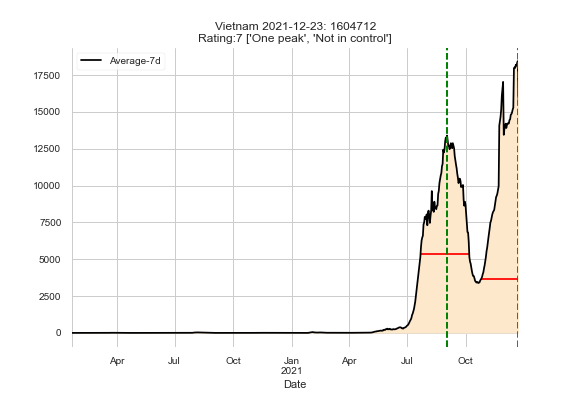 Vietnam 2021-12-23: 1604712
Rating:7 ['One peak', 'Not in control']
Average-7d
17500
15000
12500
10000
7500
5000
2500
0
Apr Jul Oct Jan Apr Jul Oct
2021
Date